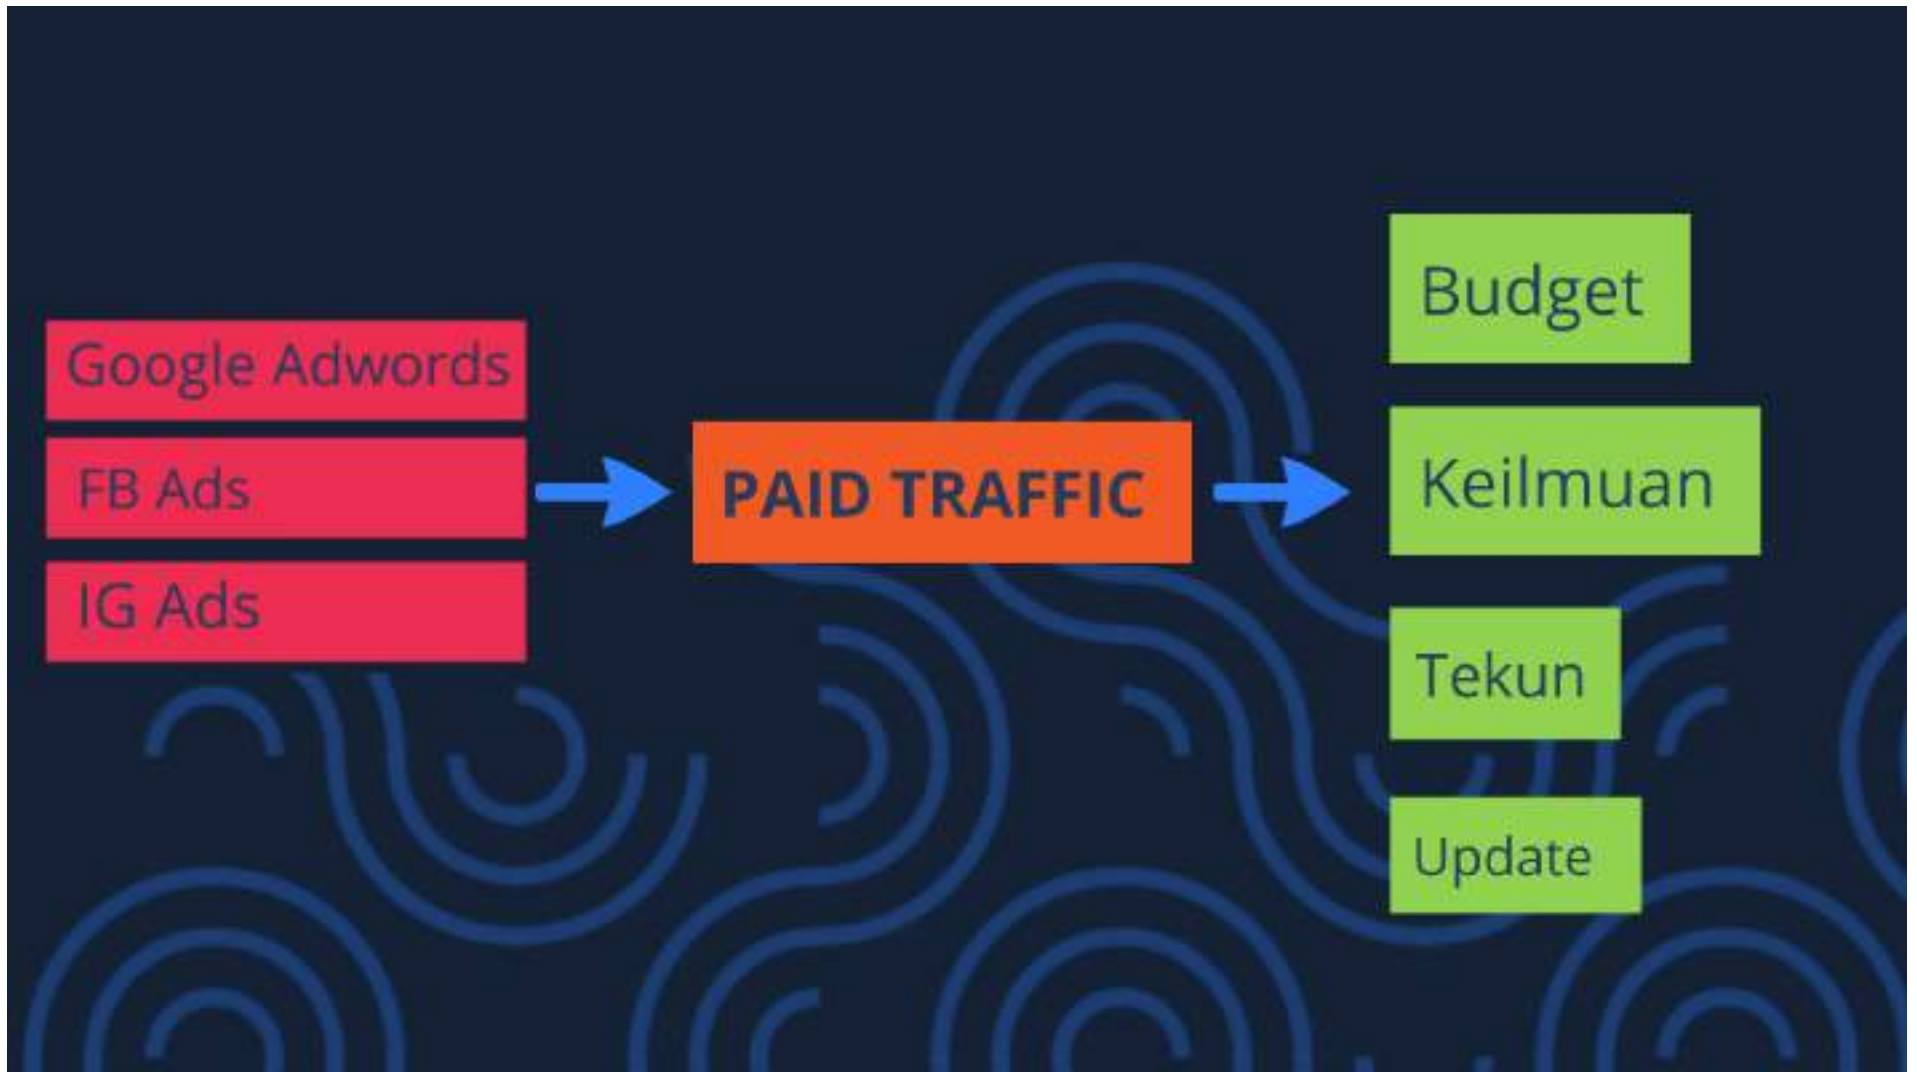 Google Adwords
FB Ads
IG Ads
PAID TRAFFIC
Budget
Keilmuan
Tekun
Update